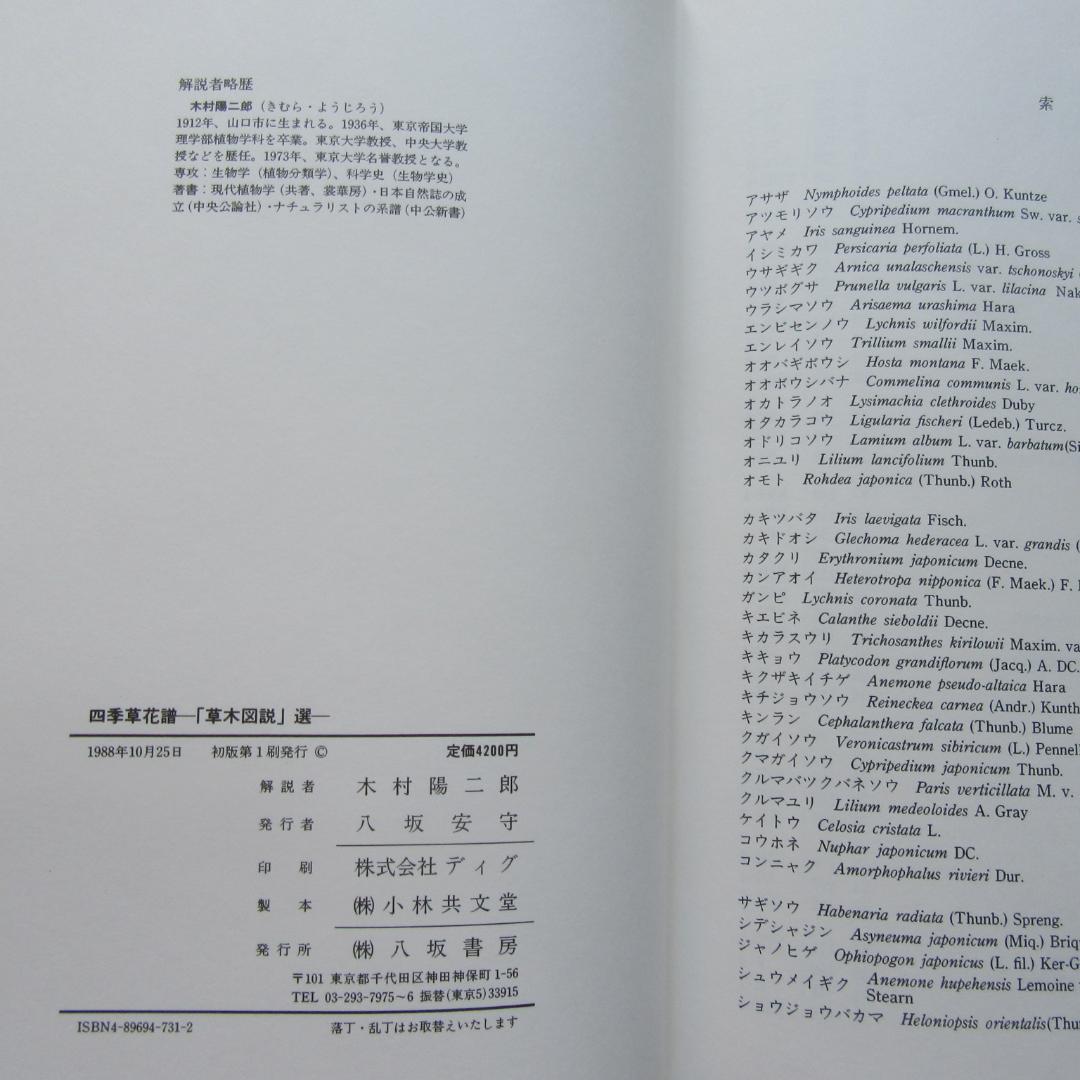 解説者略歴
木村陽二郎(きむら・ようじろう)
1912年、山口市に生まれる。1936年、東京帝国大学
理学部植物学科を卒業。東京大学教授、中央大学教
授などを歴任。1973年、東京大学名誉教授となる。
専攻:生物学(植物分類学)、科学史(生物学史)
著書:現代植物学(共著、裳華房)・日本自然誌の成
立(中央公論社)・ナチュラリストの系譜(中公新書)
四季草花譜―「草木図説」選―
1988年10月25日 初版第1刷発行 © 定価4200円
解説者 木村陽二郎
発行者 八坂安守
印刷 株式会社ディグ
製本 ㈱小林共文堂
発行所 ㈱八坂書房
〒101 東京都千代田区神田神保町1-56
TEL 03-293-7975~6 振替(東京5)33915
ISBN4-89694-731-2 落丁・乱丁はお取替えいたします
索
アサザ Nymphoides peltata (Gmel.) O. Kuntze
アツモリソウ Cypripedium macranthum Sw. var. s
アヤメ Iris sanguinea Hornem.
イシミカワ Persicaria perfoliata (L.) H. Gross
ウサギギク Arnica unalaschensis var. tschonoskyi
ウツボグサ Prunella vulgaris L. var. lilacina Nak
ウラシマソウ Arisaema urashima Hara
エンビセンノウ Lychnis wilfordii Maxim.
エンレイソウ Trillium smallii Maxim.
オオバギボウシ Hosta montana F. Maek.
オオボウシバナ Commelina communis L. var. ho
オカトラノオ Lysimachia clethroides Duby
オタカラコウ Ligularia fischeri (Ledeb.) Turcz.
オドリコソウ Lamium album L. var. barbatum(Si
オニユリ Lilium lancifolium Thunb.
オモト Rohdea japonica (Thunb.) Roth
カキツバタ Iris laevigata Fisch.
カキドオシ Glechoma hederacea L. var. grandis (
カタクリ Erythronium japonicum Decne.
カンアオイ Heterotropa nipponica (F. Maek.) F.
ガンピ Lychnis coronata Thunb.
キエビネ Calanthe sieboldii Decne.
キカラスウリ Trichosanthes kirilowii Maxim. va
キキョウ Platycodon grandiflorum (Jacq.) A. DC.
キクザキイチゲ Anemone pseudo-altaica Hara
キチジョウソウ Reineckea carnea (Andr.) Kunth
キンラン Cephalanthera falcata (Thunb.) Blume
クガイソウ Veronicastrum sibiricum (L.) Pennel
クマガイソウ Cypripedium japonicum Thunb.
クルマバツクバネソウ Paris verticillata M. v.
クルマユリ Lilium medeoloides A. Gray
ケイトウ Celosia cristata L.
コウホネ Nuphar japonicum DC.
コンニャク Amorphophalus rivieri Dur.
サギソウ Habenaria radiata (Thunb.) Spreng.
シデシャジン Asyneuma japonicum (Miq.) Briq
ジャノヒゲ Ophiopogon japonicus (L. fil.) Ker-G
シュウメイギク Anemone hupehensis Lemoine
Stearn
ショウジョウバカマ Heloniopsis orientalis(Thu